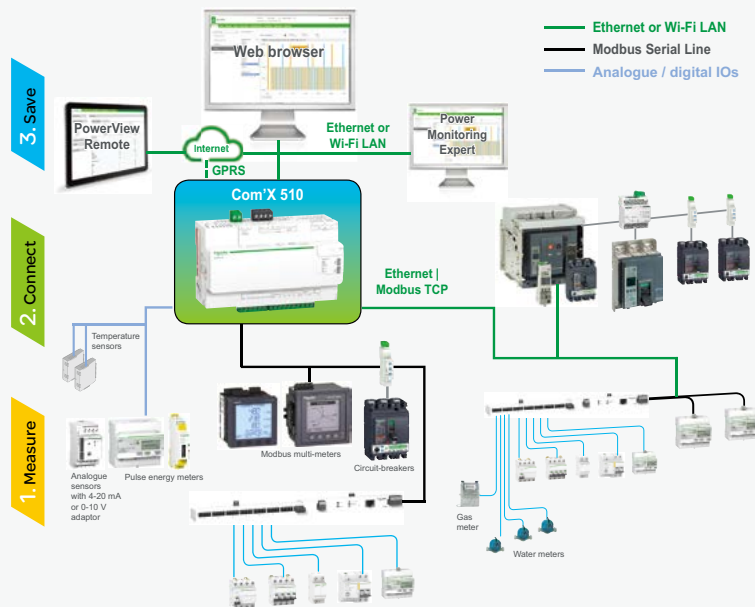 Ethernet or Wi-Fi LAN
Modbus Serial Line
Analogue / digital IOs
3. Save
2. Connect
1. Measure
Web browser
PowerView
Remote
Internet
GPRS
Ethernet or
Wi-Fi LAN
Power
Monitoring
Expert
Com'X 510
Ethernet |
Modbus TCP
Temperature
sensors
Analogue
sensors
with 4-20 mA
or 0-10 V
adaptor
Pulse energy meters
Modbus multi-meters
Circuit-breakers
Gas
meter
Water meters